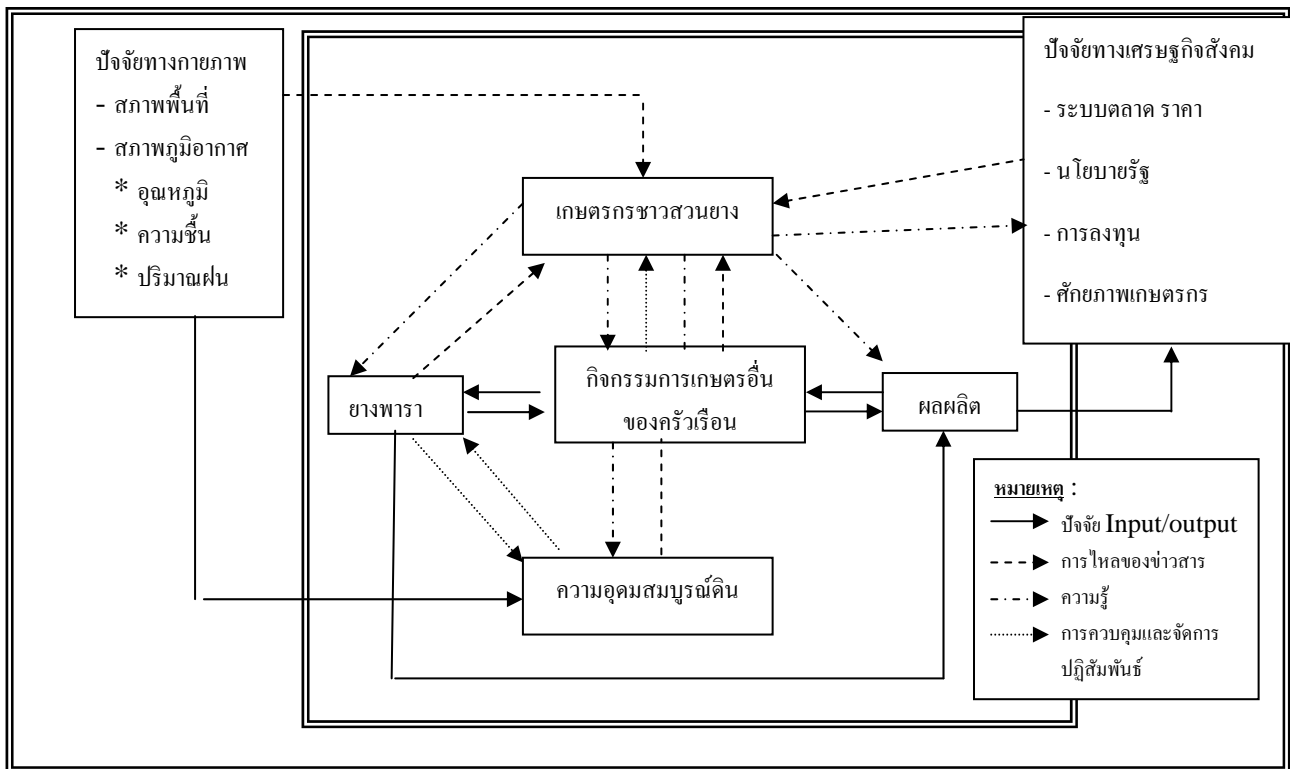 ปัจจัยทางกายภาพ
- สภาพพื้นที่
- สภาพภูมิอากาศ
* อุณหภูมิ
* ความชื้น
* ปริมาณฝน
ปัจจัยทางเศรษฐกิจสังคม
- ระบบตลาด ราคา
- นโยบายรัฐ
- การลงทุน
- ศักยภาพเกษตรกร
เกษตรกรชาวสวนยาง
ยางพารา
กิจกรรมการเกษตรอื่น
ของครัวเรือน
ผลผลิต
ความอุดมสมบูรณ์ดิน
หมายเหตุ :
ปัจจัย Input/output
การไหลของข่าวสาร
ความรู้
การควบคุมและจัดการ
ปฏิสัมพันธ์